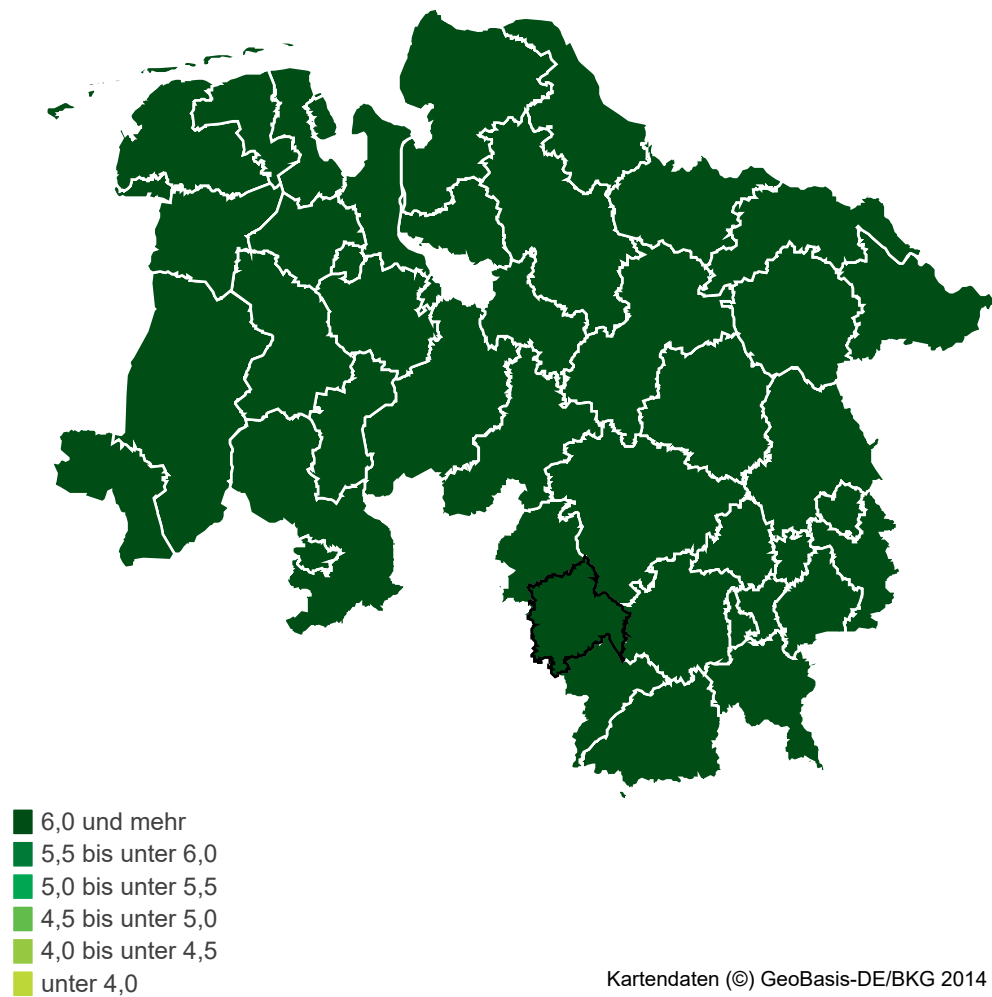 6,0 und mehr
5,5 bis unter 6,0
5,0 bis unter 5,5
4,5 bis unter 5,0
4,0 bis unter 4,5
unter 4,0
Kartendaten (©) GeoBasis-DE/BKG 2014